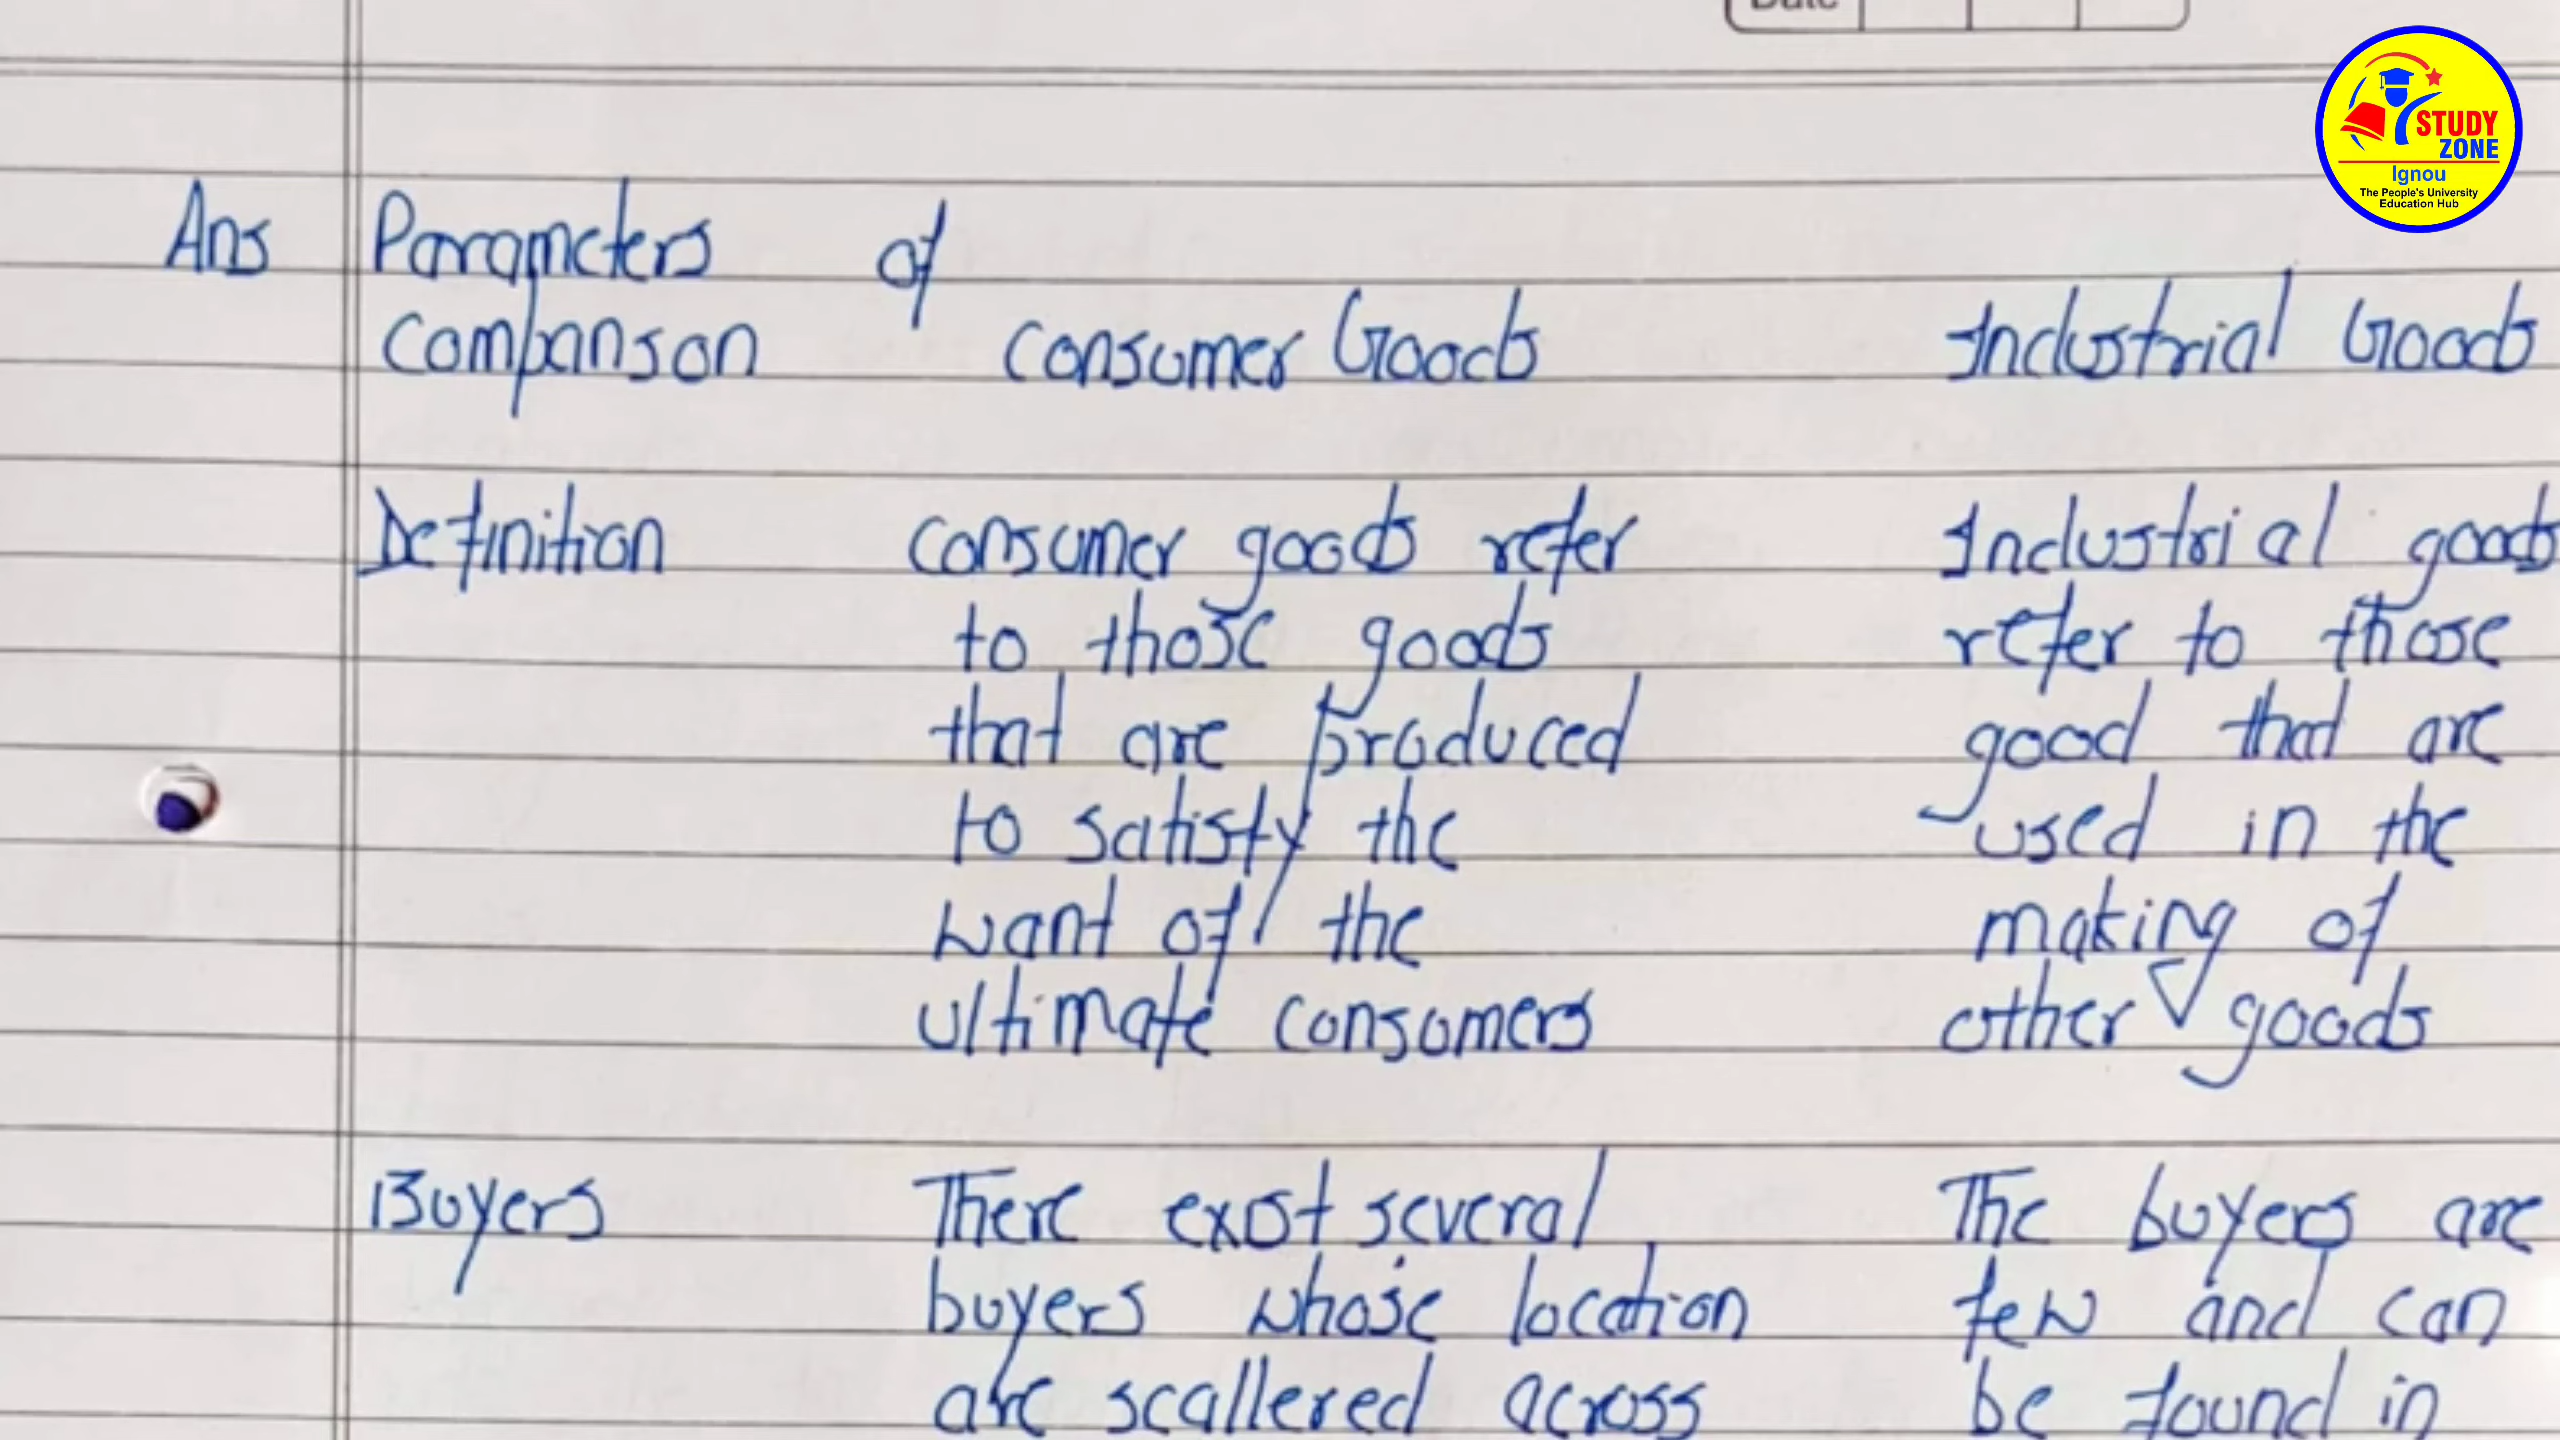 Date
STUDY
ZONE
Ignou
The People's University
Education Hub
Ans Parameters of
Comparison Consumer Goods Industrial Goods
Definition Consumer goods refer Industrial goods
to those goods refer to those
that are produced good that are
to satisfy the used in the
want of the making of
ultimate consumers other goods
Buyers There exist several The buyers are
buyers whose location few and can
are scallered across be found in